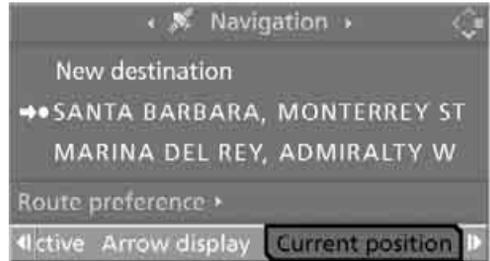 Navigation
New destination
SANTA BARBARA, MONTERREY ST
MARINA DEL REY, ADMIRALTY W
Route preference
ctive Arrow display Current position